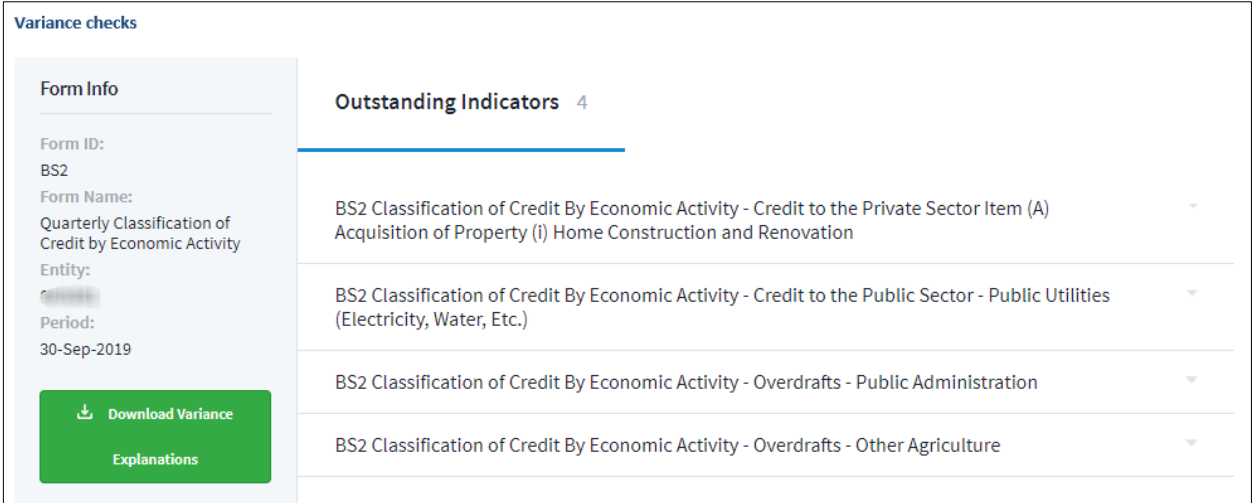 Variance checks
Form Info
Form ID:
BS2
Form Name:
Quarterly Classification of
Credit by Economic Activity
Entity:
Period:
30-Sep-2019
Download Variance
Explanations
Outstanding Indicators 4
BS2 Classification of Credit By Economic Activity - Credit to the Private Sector Item (A)
Acquisition of Property (i) Home Construction and Renovation
BS2 Classification of Credit By Economic Activity - Credit to the Public Sector - Public Utilities
(Electricity, Water, Etc.)
BS2 Classification of Credit By Economic Activity - Overdrafts - Public Administration
BS2 Classification of Credit By Economic Activity - Overdrafts - Other Agriculture